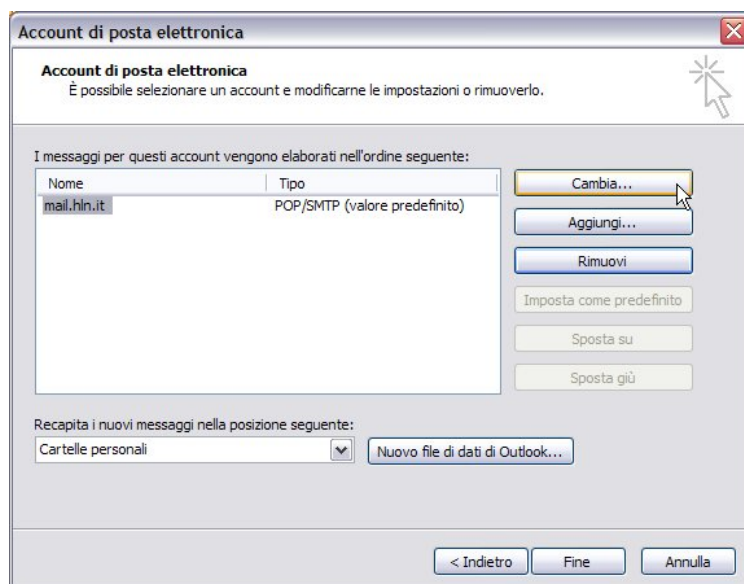 Account di posta elettronica
Account di posta elettronica
È possibile selezionare un account e modificarne le impostazioni o rimuoverlo.
I messaggi per questi account vengono elaborati nell'ordine seguente:
Nome Tipo
mail.hln.it POP/SMTP (valore predefinito)
Cambia...
Aggiungi...
Rimuovi
Imposta come predefinito
Sposta su
Sposta giù
Recapita i nuovi messaggi nella posizione seguente:
Cartelle personali Nuovo file di dati di Outlook...
< Indietro Fine Annulla